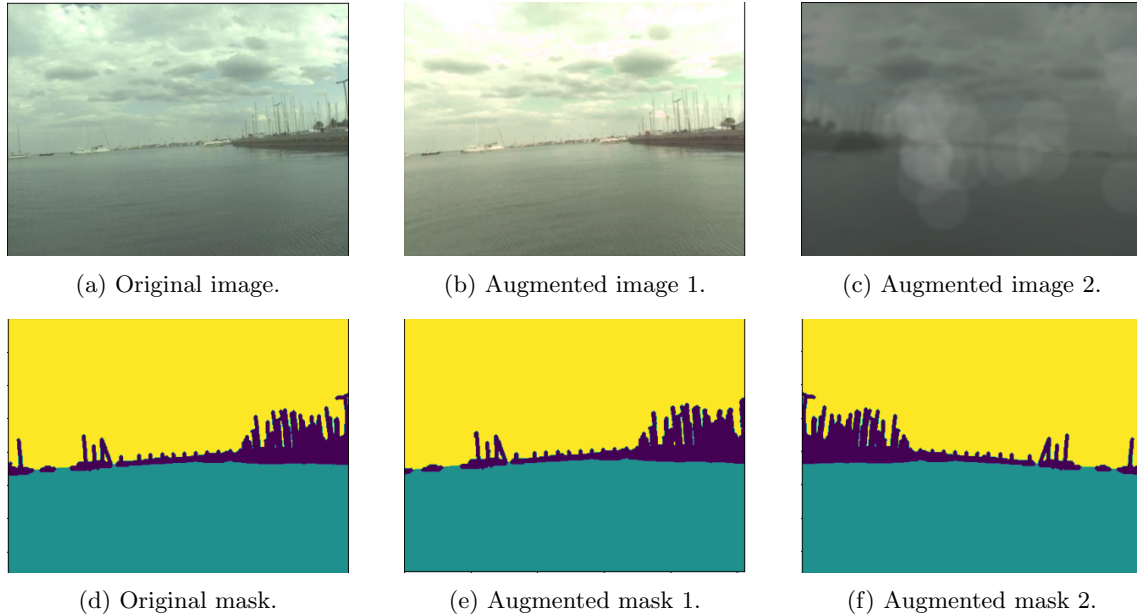 (a) Original image.
(b) Augmented image 1.
(c) Augmented image 2.
(d) Original mask.
(e) Augmented mask 1.
(f) Augmented mask 2.